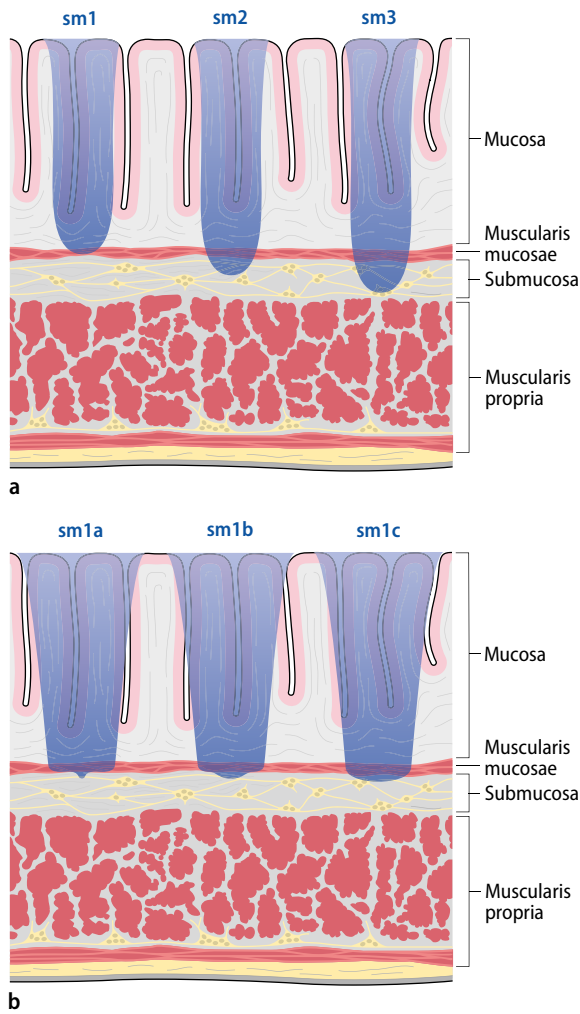 sm1 sm2 sm3
Mucosa
Muscularis
mucosae
Submucosa
Muscularis
propria
a
sm1a sm1b sm1c
Mucosa
Muscularis
mucosae
Submucosa
Muscularis
propria
b